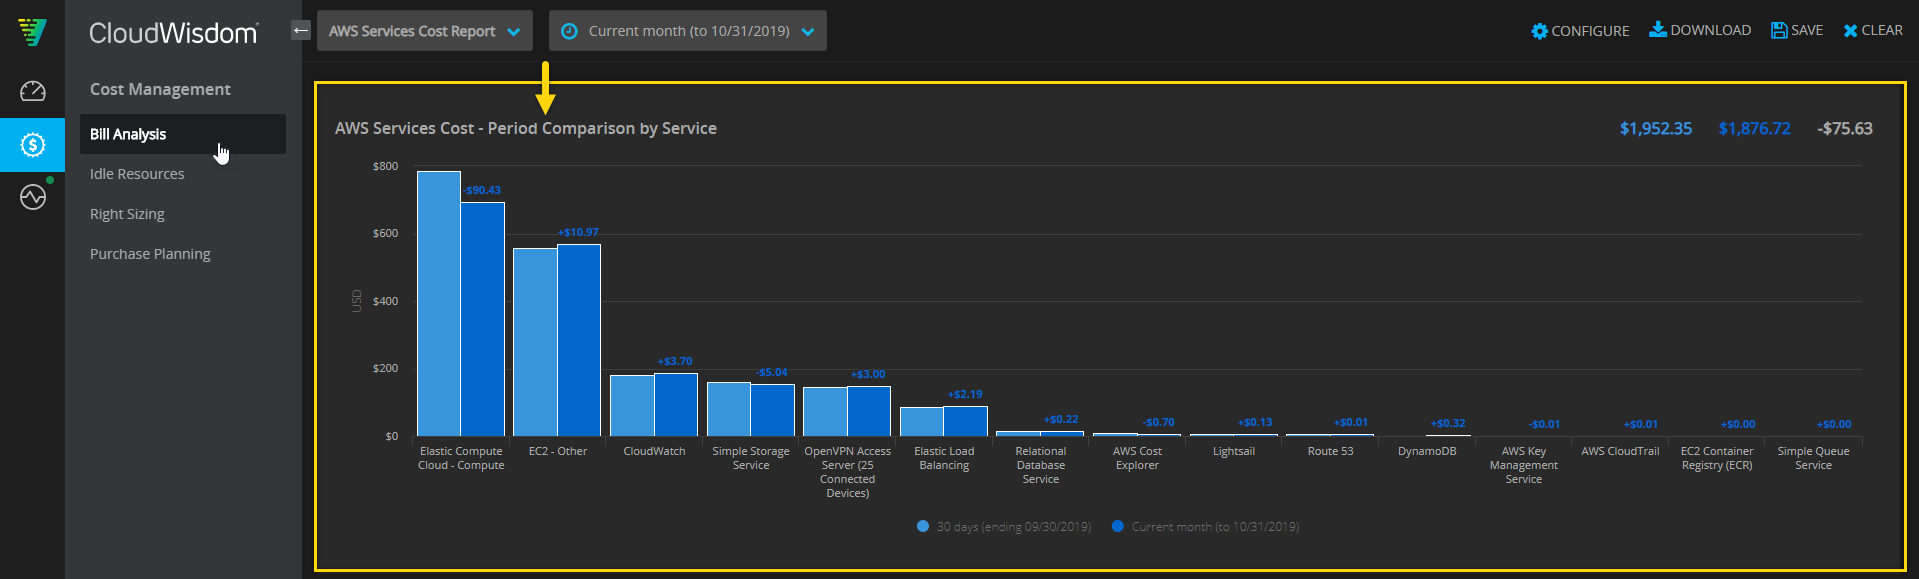 CloudWisdom
AWS Services Cost Report
Current month (to 10/31/2019)
CONFIGURE
DOWNLOAD
SAVE
CLEAR
Cost Management
Bill Analysis
Idle Resources
Right Sizing
Purchase Planning
AWS Services Cost - Period Comparison by Service
$1,952.35 $1,876.72 -$75.63
USD
$800
$600
$400
$200
$0
-$90.43
+$10.97
+$3.70
-$5.04
+$3.00
+$2.19
+$0.22
-$0.70
+$0.13
+$0.01
+$0.32
-$0.01
+$0.01
+$0.00
+$0.00
Elastic Compute
Cloud - Compute
EC2 - Other
CloudWatch
Simple Storage
Service
OpenVPN Access
Server (25
Connected
Devices)
Elastic Load
Balancing
Relational
Database
Service
AWS Cost
Explorer
Lightsail
Route 53
DynamoDB
AWS Key
Management
Service
AWS CloudTrail
EC2 Container
Registry (ECR)
Simple Queue
Service
30 days (ending 09/30/2019)
Current month (to 10/31/2019)